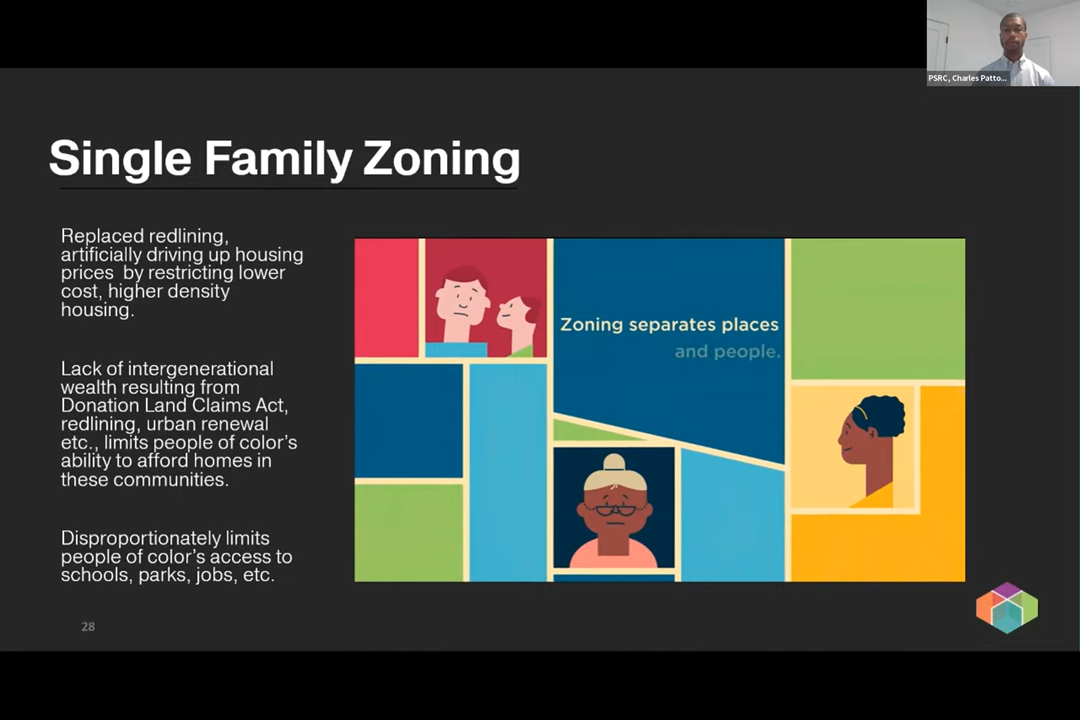 PSRC, Charles Patto...
Single Family Zoning
Replaced redlining,
artificially driving up housing
prices by restricting lower
cost, higher density
housing.
Lack of intergenerational
wealth resulting from
Donation Land Claims Act,
redlining, urban renewal
etc., limits people of color's
ability to afford homes in
these communities.
Disproportionately limits
people of color's access to
schools, parks, jobs, etc.
Zoning separates places
and people.
28